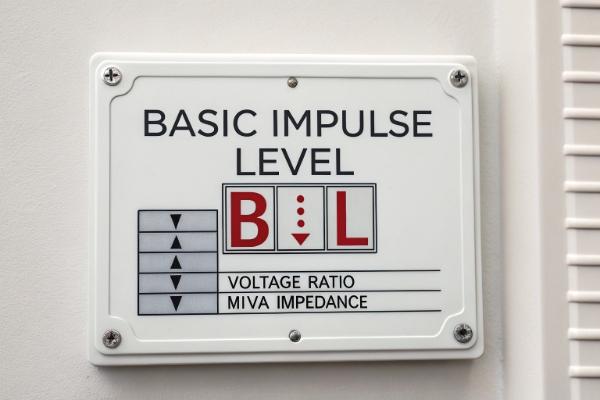 BASIC IMPULSE
LEVEL
B L
VOLTAGE RATIO
MIVA IMPEDANCE